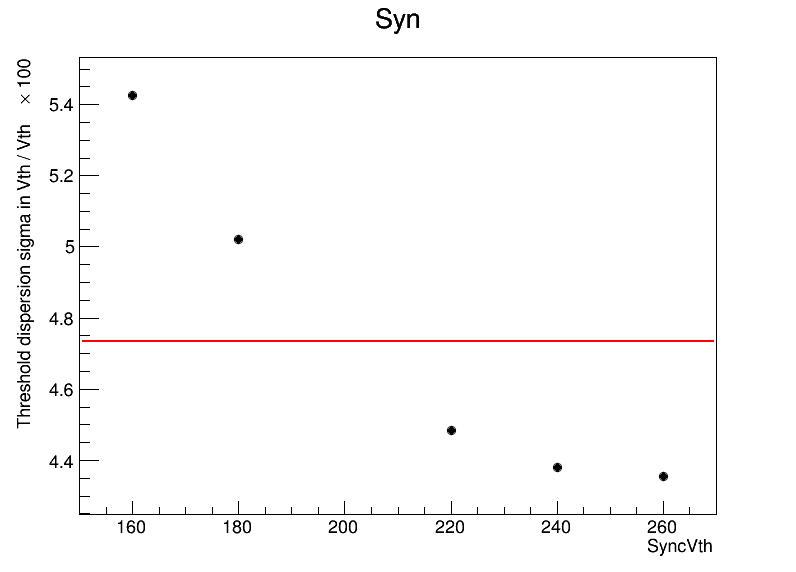 Syn
Threshold dispersion sigma in Vth / Vth × 100
5.4
5.2
5
4.8
4.6
4.4
160 180 200 220 240 260
SyncVth